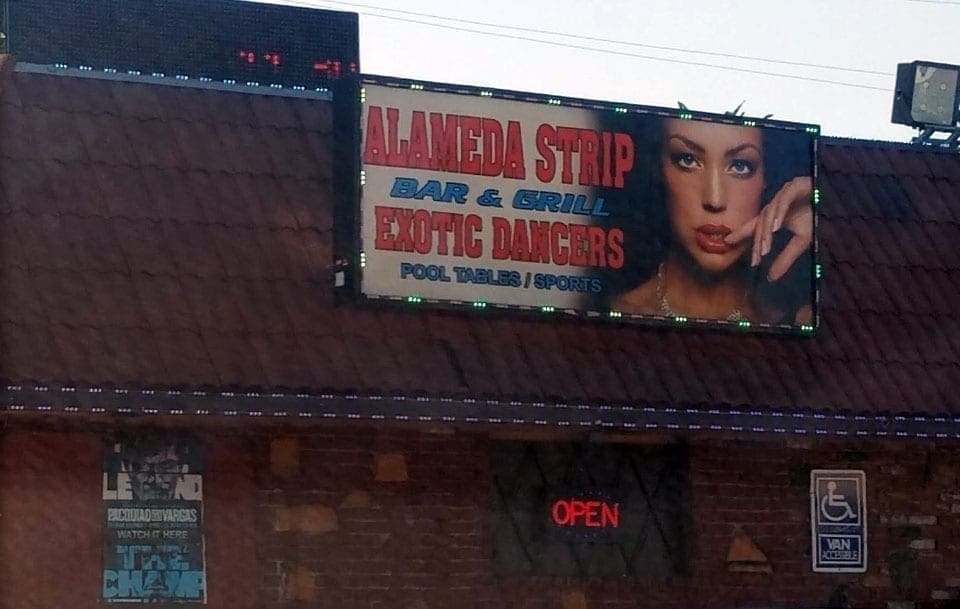 ALAMEDA STRIP
BAR & GRILL
EXOTIC DANCERS
POOL TABLES / SPORTS
LEGEND
PACQUIAO VARGAS
WATCH IT HERE
THE
CHAMP
OPEN
VAN
ACCESSIBLE